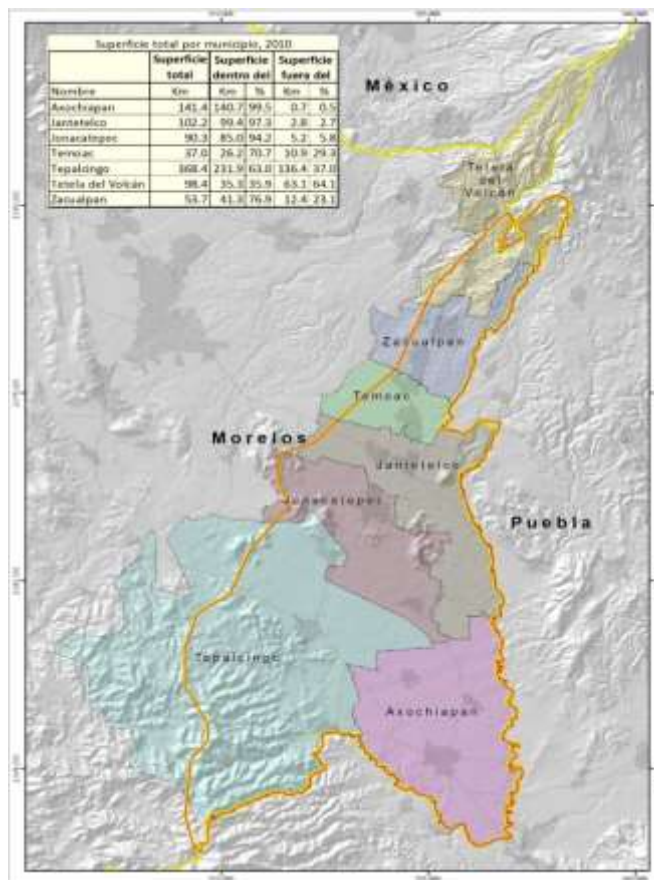 Superficie total por municipio, 2010
Superficie Superficie Superficie
total dentro del fuera del
Nombre Km Km % Km %
Axochiapan 141.4 140.7 99.5 0.7 0.5
Jantetelco 102.2 99.4 97.3 2.8 2.7
Jonacatepec 90.3 85.0 94.2 5.2 5.8
Temoac 37.0 26.2 70.7 10.9 29.3
Tepalcingo 368.4 231.9 63.0 136.4 37.0
Tetela del Volcán 98.4 35.3 35.9 63.1 64.1
Zacualpan 53.7 41.3 76.9 12.4 23.1
México
Tetela
del
Volcán
Zacualpan
Temoac
Morelos
Jantetelco
Jonacatepec
Puebla
Tepalcingo
Axochiapan